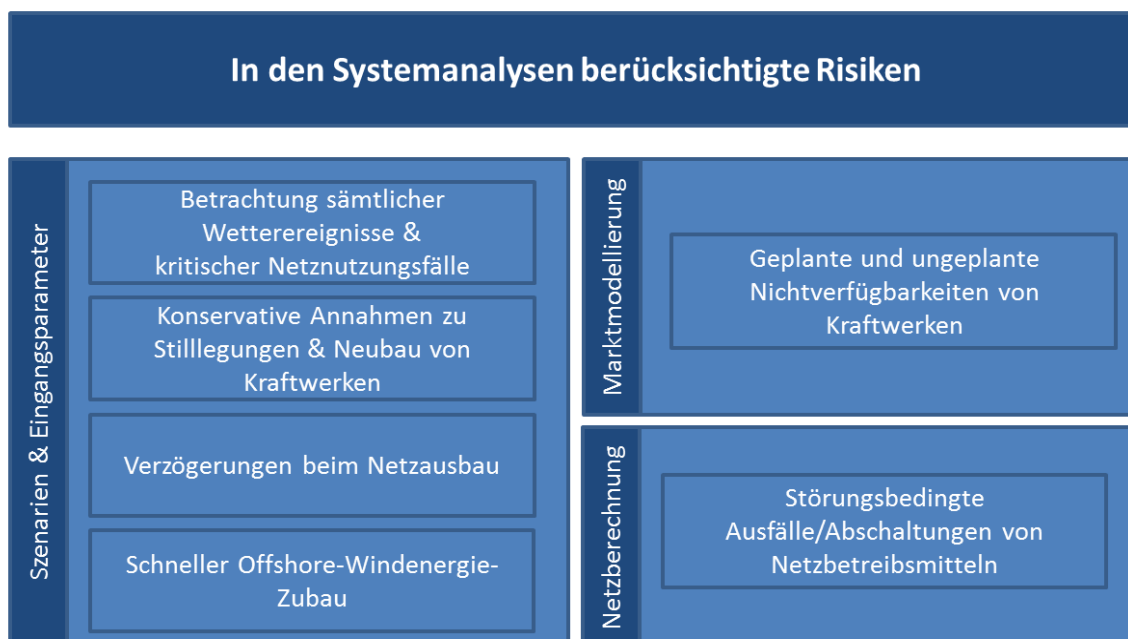 In den Systemanalysen berücksichtigte Risiken
Szenarien & Eingangsparameter
Betrachtung sämtlicher
Wetterereignisse &
kritischer Netznutzungsfälle
Konservative Annahmen zu
Stilllegungen & Neubau von
Kraftwerken
Verzögerungen beim Netzausbau
Schneller Offshore-Windenergie-
Zubau
Marktmodellierung
Geplante und ungeplante
Nichtverfügbarkeiten von
Kraftwerken
Netzberechnung
Störungsbedingte
Ausfälle/Abschaltungen von
Netzbetreibsmitteln